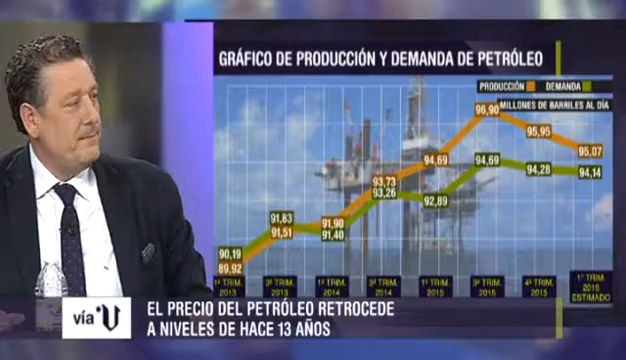 GRÁFICO DE PRODUCCIÓN Y DEMANDA DE PETRÓLEO
PRODUCCIÓN DEMANDA
MILLONES DE BARRILES AL DÍA
96,90
95,95
95,07
94,69
94,69
94,28
94,14
93,73
93,26
92,89
91,83
91,51
91,90
91,40
90,19
89,92
1º TRIM. 2013
3º TRIM. 2013
1º TRIM. 2014
3º TRIM. 2014
1º TRIM. 2015
3º TRIM. 2015
4º TRIM. 2015
1º TRIM. 2016 ESTIMADO
vía U
EL PRECIO DEL PETRÓLEO RETROCEDE
A NIVELES DE HACE 13 AÑOS